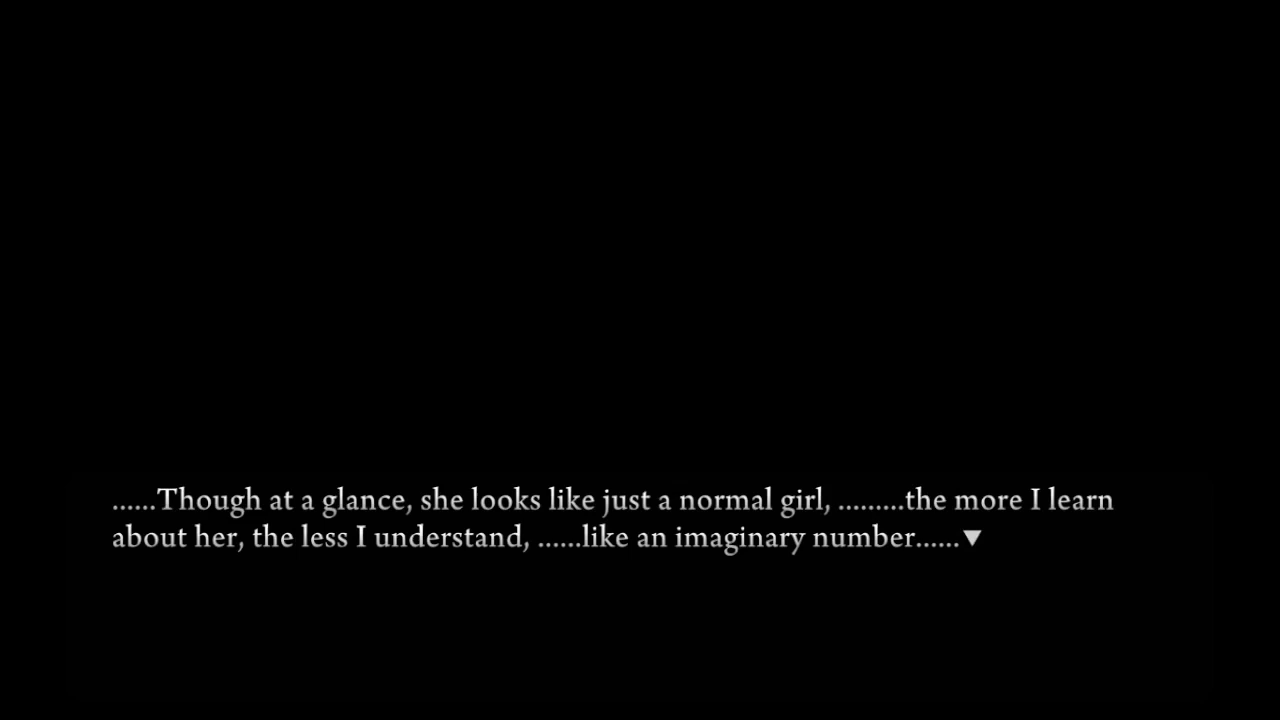 ......Though at a glance, she looks like just a normal girl, .........the more I learn
about her, the less I understand, ......like an imaginary number......▼